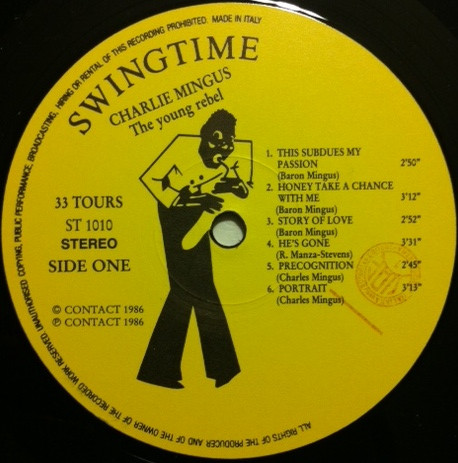 UNAUTHORISED COPYING, PUBLIC PERFORMANCE, BROADCASTING, HIRING OR RENTAL OF THIS RECORDING PROHIBITED. MADE IN ITALY
SWINGTIME
CHARLIE MINGUS
The young rebel
33 TOURS
ST 1010
STEREO
SIDE ONE
© CONTACT 1986
℗ CONTACT 1986
1. THIS SUBDUES MY
PASSION 2'50"
(Baron Mingus)
2. HONEY TAKE A CHANCE
WITH ME 3'12"
(Baron Mingus)
3. STORY OF LOVE 2'52"
(Baron Mingus)
4. HE'S GONE 3'31"
(R. Manza-Stevens)
5. PRECOGNITION 2'45"
(Charles Mingus)
6. PORTRAIT 3'13"
(Charles Mingus)
ALL RIGHTS OF THE PRODUCER AND OF THE OWNER OF THE RECORDED WORK RESERVED